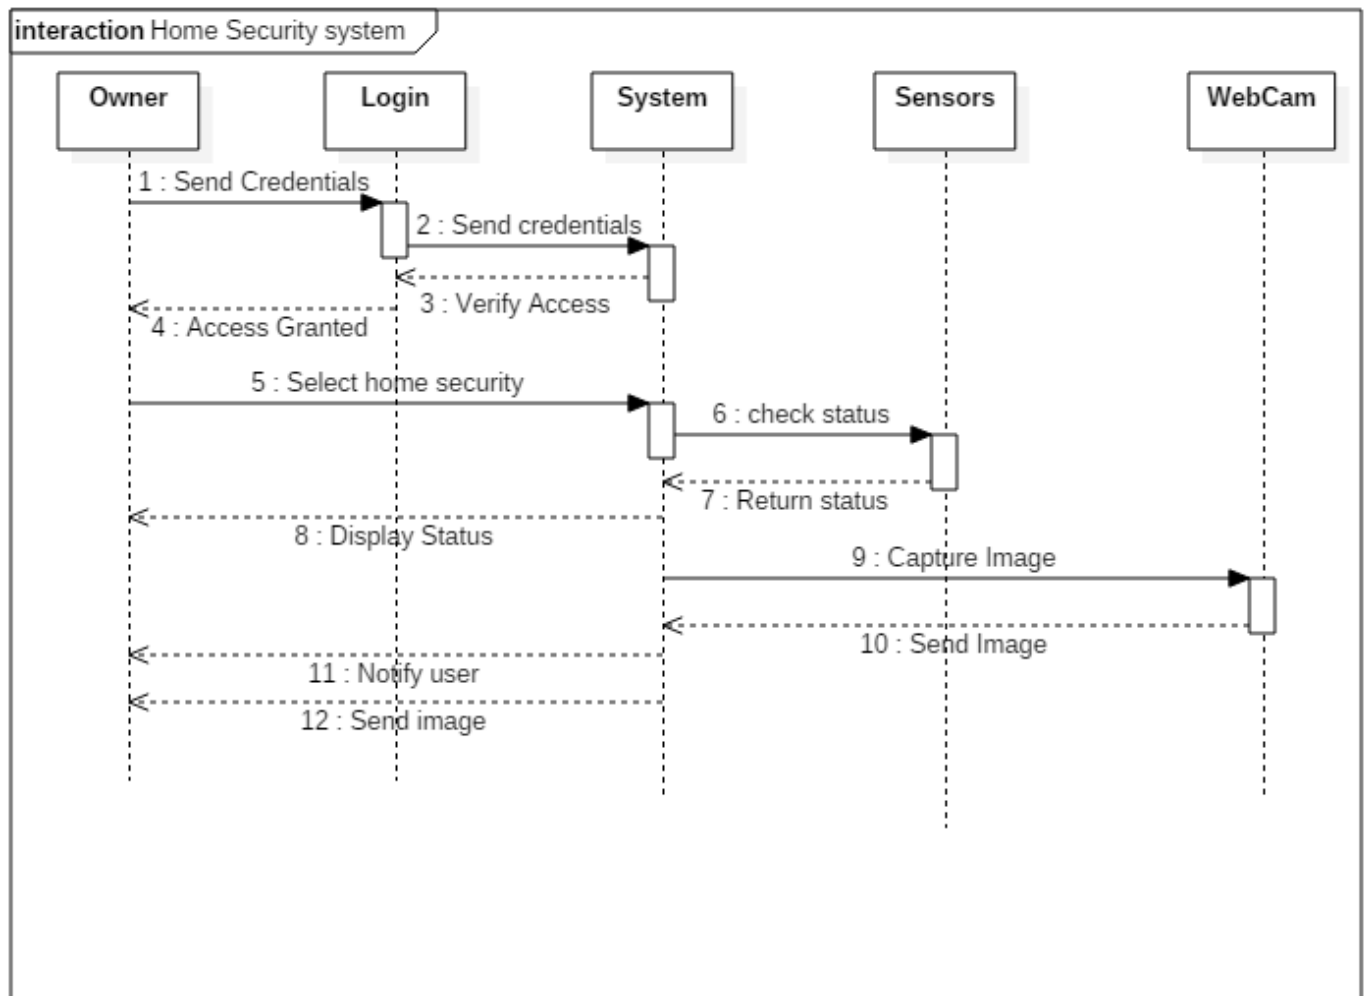 interaction Home Security system
Owner Login System Sensors WebCam
1 : Send Credentials
2 : Send credentials
3 : Verify Access
4 : Access Granted
5 : Select home security
6 : check status
7 : Return status
8 : Display Status
9 : Capture Image
10 : Send Image
11 : Notify user
12 : Send image